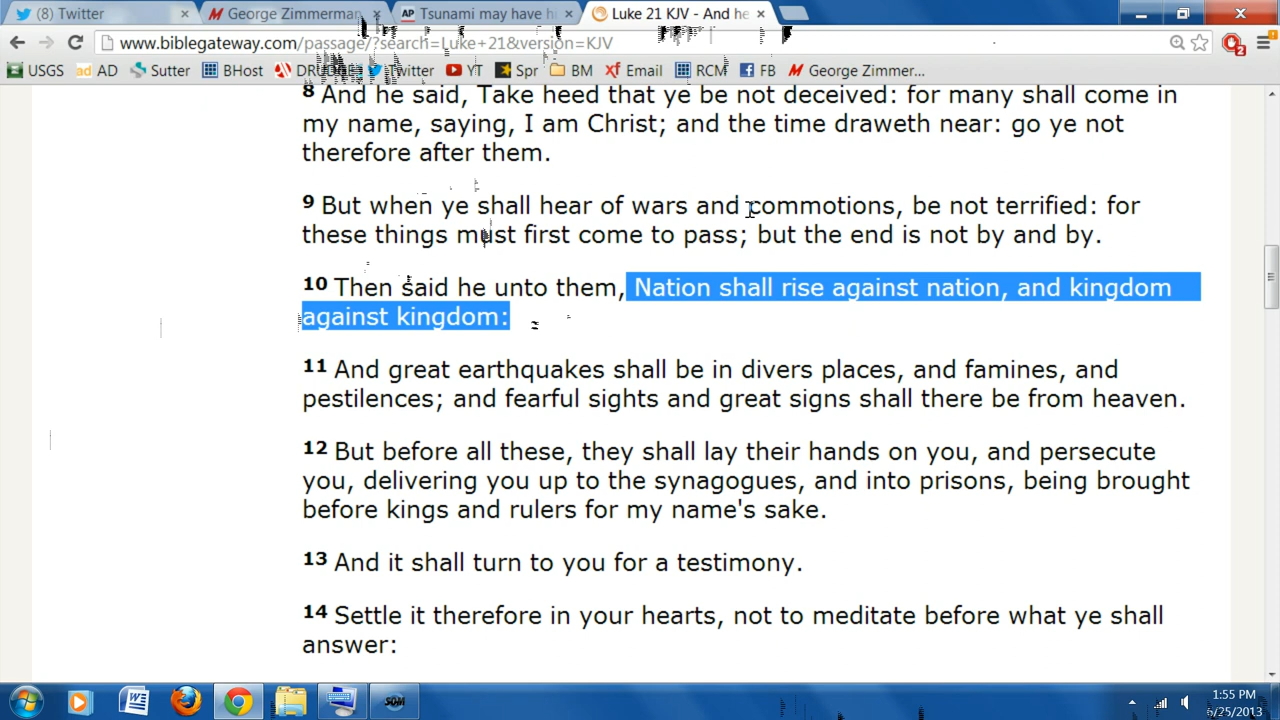 (8) Twitter
George Zimmerman
Tsunami may have h
Luke 21 KJV - And he
www.biblegateway.com/passage/?search=Luke+21&version=KJV
2
USGS
ad AD
Sutter
BHost
DRUDGE
Twitter
YT
Spr
BM
Email
RCM
FB
George Zimmer...
8 And he said, Take heed that ye be not deceived: for many shall come in
my name, saying, I am Christ; and the time draweth near: go ye not
therefore after them.
9 But when ye shall hear of wars and commotions, be not terrified: for
these things must first come to pass; but the end is not by and by.
10 Then said he unto them, Nation shall rise against nation, and kingdom
against kingdom:
11 And great earthquakes shall be in divers places, and famines, and
pestilences; and fearful sights and great signs shall there be from heaven.
12 But before all these, they shall lay their hands on you, and persecute
you, delivering you up to the synagogues, and into prisons, being brought
before kings and rulers for my name's sake.
13 And it shall turn to you for a testimony.
14 Settle it therefore in your hearts, not to meditate before what ye shall
answer:
1:55 PM
6/25/2013